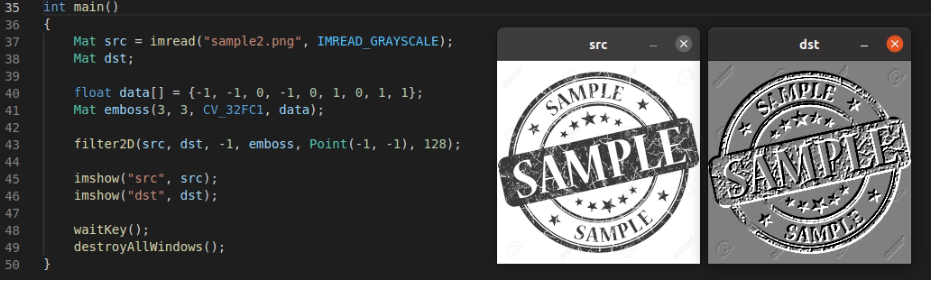 35 int main()
36 {
37     Mat src = imread("sample2.png", IMREAD_GRAYSCALE);
38     Mat dst;
39
40     float data[] = {-1, -1, 0, -1, 0, 1, 0, 1, 1};
41     Mat emboss(3, 3, CV_32FC1, data);
42
43     filter2D(src, dst, -1, emboss, Point(-1, -1), 128);
44
45     imshow("src", src);
46     imshow("dst", dst);
47
48     waitKey();
49     destroyAllWindows();
50 }
src
SAMPLE
SAMPLE
SAMPLE
dst
SAMPLE
SAMPLE
SAMPLE